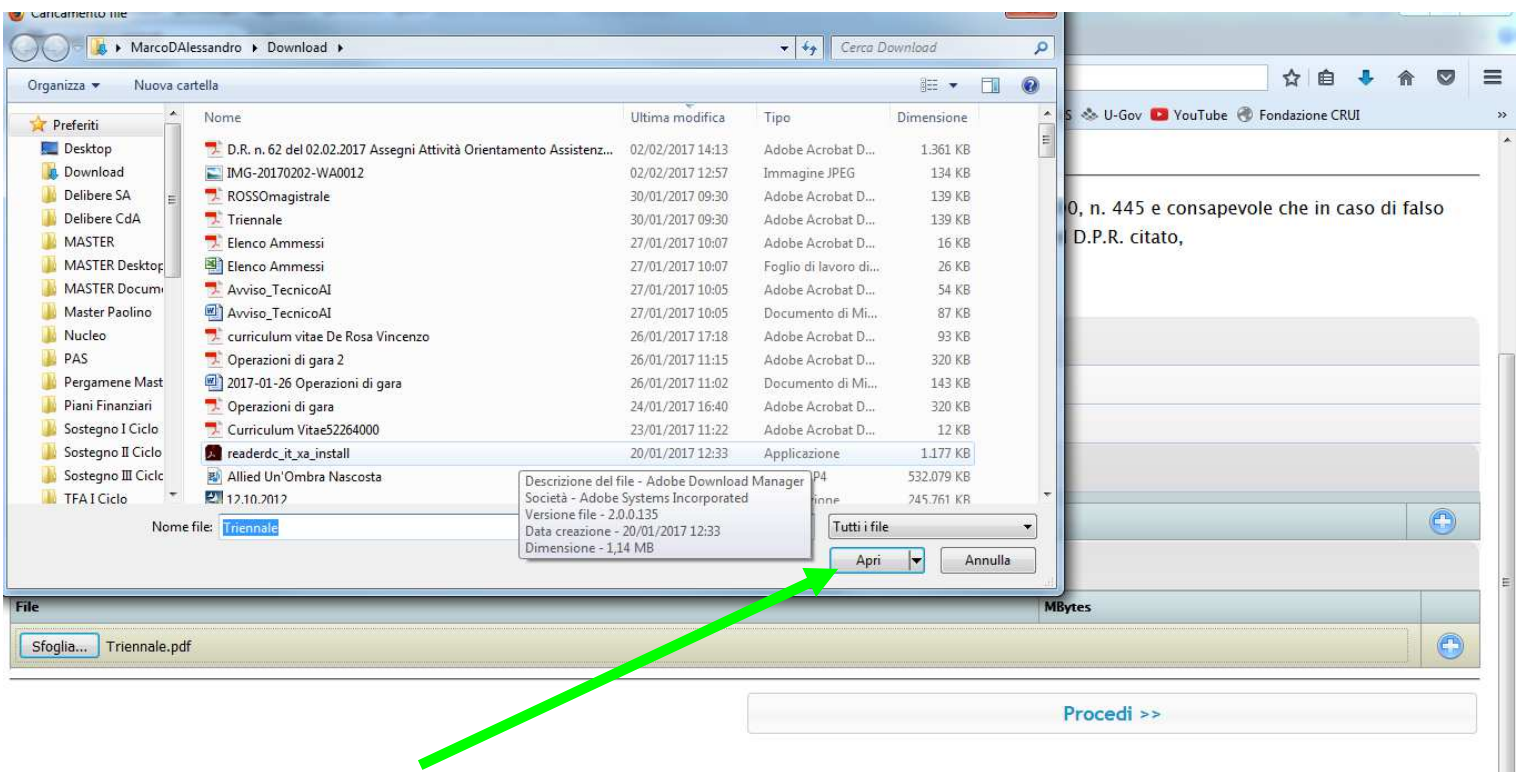 Caricamento file
MarcoDAlessandro Download
Cerca Download
Organizza Nuova cartella
S U-Gov YouTube Fondazione CRUI »
Preferiti
Desktop
Download
Delibere SA
Delibere CdA
MASTER
MASTER Desktop
MASTER Docum
Master Paolino
Nucleo
PAS
Pergamene Mast
Piani Finanziari
Sostegno I Ciclo
Sostegno II Ciclo
Sostegno III Ciclo
TFA I Ciclo
Nome Ultima modifica Tipo Dimensione
D.R. n. 62 del 02.02.2017 Assegni Attività Orientamento Assistenz... 02/02/2017 14:13 Adobe Acrobat D... 1.361 KB
IMG-20170202-WA0012 02/02/2017 12:57 Immagine JPEG 134 KB
ROSSOmagistrale 30/01/2017 09:30 Adobe Acrobat D... 139 KB
Triennale 30/01/2017 09:30 Adobe Acrobat D... 139 KB
Elenco Ammessi 27/01/2017 10:07 Adobe Acrobat D... 16 KB
Elenco Ammessi 27/01/2017 10:07 Foglio di lavoro di... 26 KB
Avviso_TecnicoAI 27/01/2017 10:05 Adobe Acrobat D... 54 KB
Avviso_TecnicoAI 27/01/2017 10:05 Documento di Mi... 87 KB
curriculum vitae De Rosa Vincenzo 26/01/2017 17:18 Adobe Acrobat D... 93 KB
Operazioni di gara 2 26/01/2017 11:15 Adobe Acrobat D... 320 KB
2017-01-26 Operazioni di gara 26/01/2017 11:02 Documento di Mi... 143 KB
Operazioni di gara 24/01/2017 16:40 Adobe Acrobat D... 320 KB
Curriculum Vitae52264000 23/01/2017 11:22 Adobe Acrobat D... 12 KB
readerdc_it_xa_install 20/01/2017 12:33 Applicazione 1.177 KB
Allied Un'Ombra Nascosta P4 532.079 KB
12.10.2012 ione 245.761 KB
Descrizione del file - Adobe Download Manager
Società - Adobe Systems Incorporated
Versione file - 2.0.0.135
Data creazione - 20/01/2017 12:33
Dimensione - 1,14 MB
Nome file: Triennale Tutti i file
Apri Annulla
0, n. 445 e consapevole che in caso di falso
D.P.R. citato,
File MBytes
Sfoglia... Triennale.pdf
Procedi >>